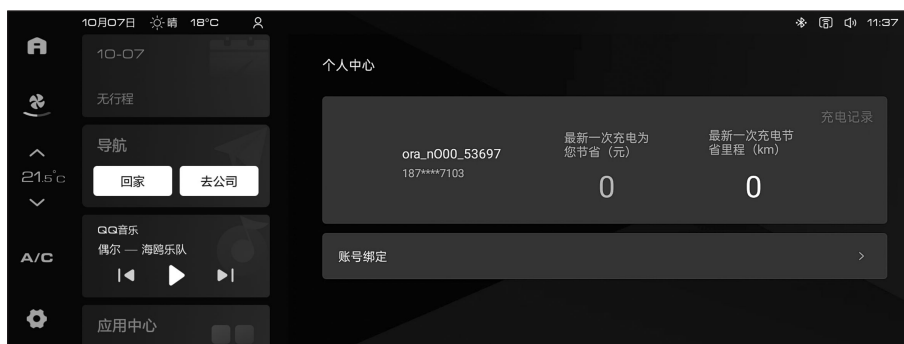 10月07日 晴 18°C
11:37
10-07
无行程
导航
回家
去公司
21.5°C
QQ音乐
偶尔 — 海鸥乐队
A/C
应用中心
个人中心
充电记录
ora_n000_53697
187****7103
最新一次充电为
您节省（元）
0
最新一次充电节
省里程（km）
0
账号绑定